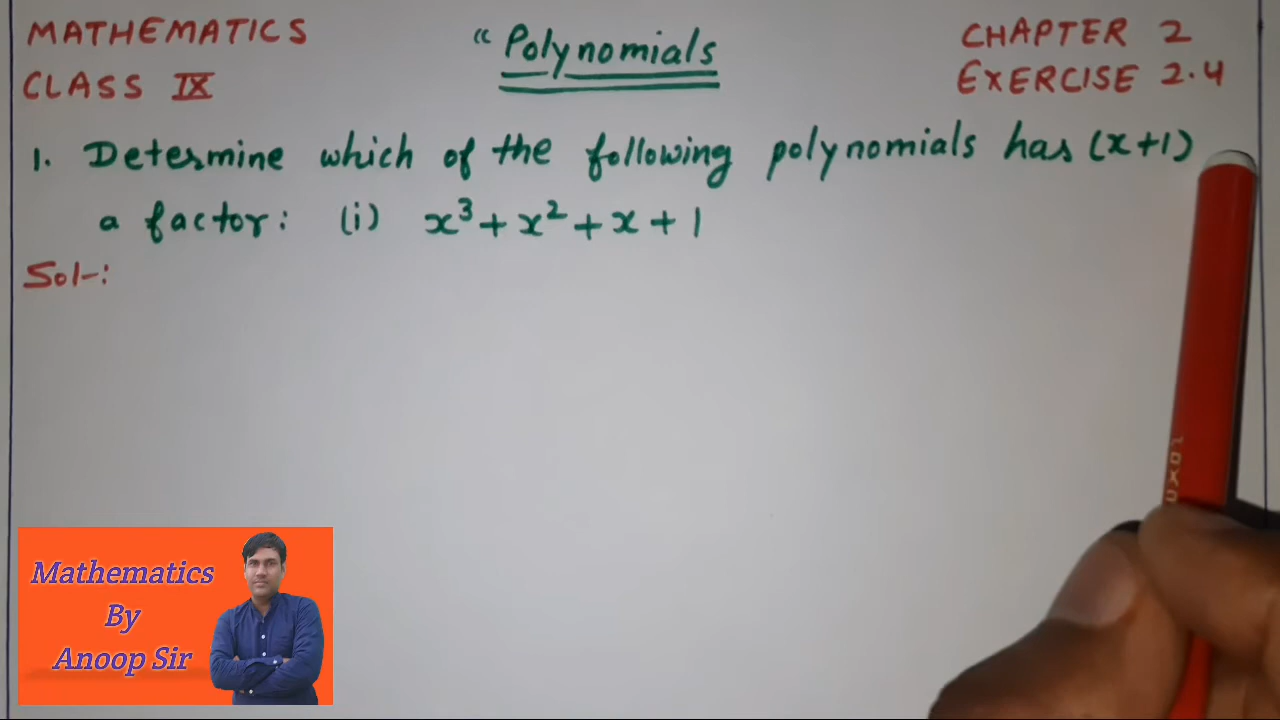 MATHEMATICS
CLASS IX
“ Polynomials
CHAPTER 2
EXERCISE 2.4
1. Determine which of the following polynomials has (x+1)
a factor: (i) x³ + x² + x + 1
Sol-:
Mathematics
By
Anoop Sir